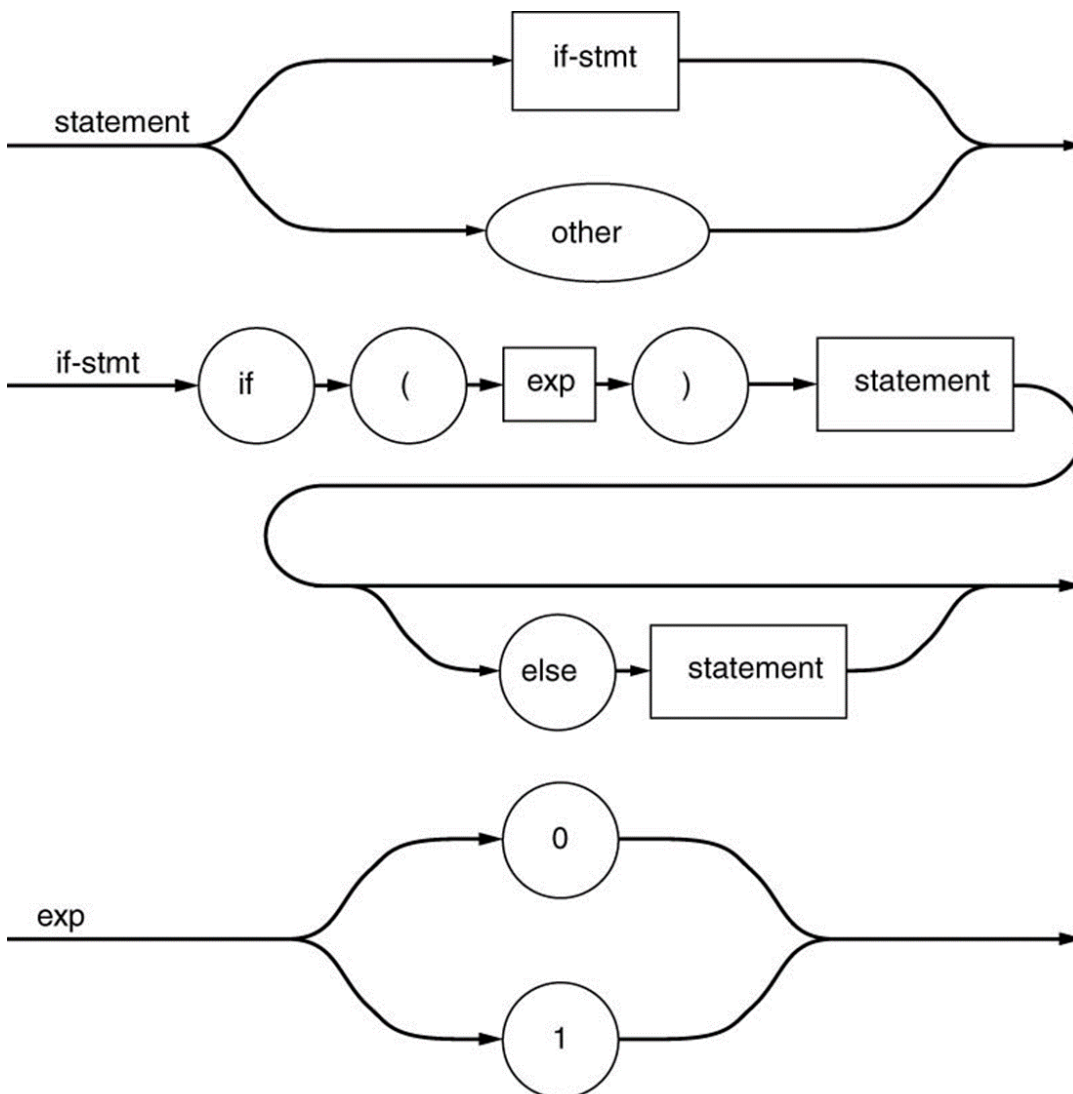 if-stmt
statement
other
if-stmt if ( exp ) statement
else statement
0
exp
1